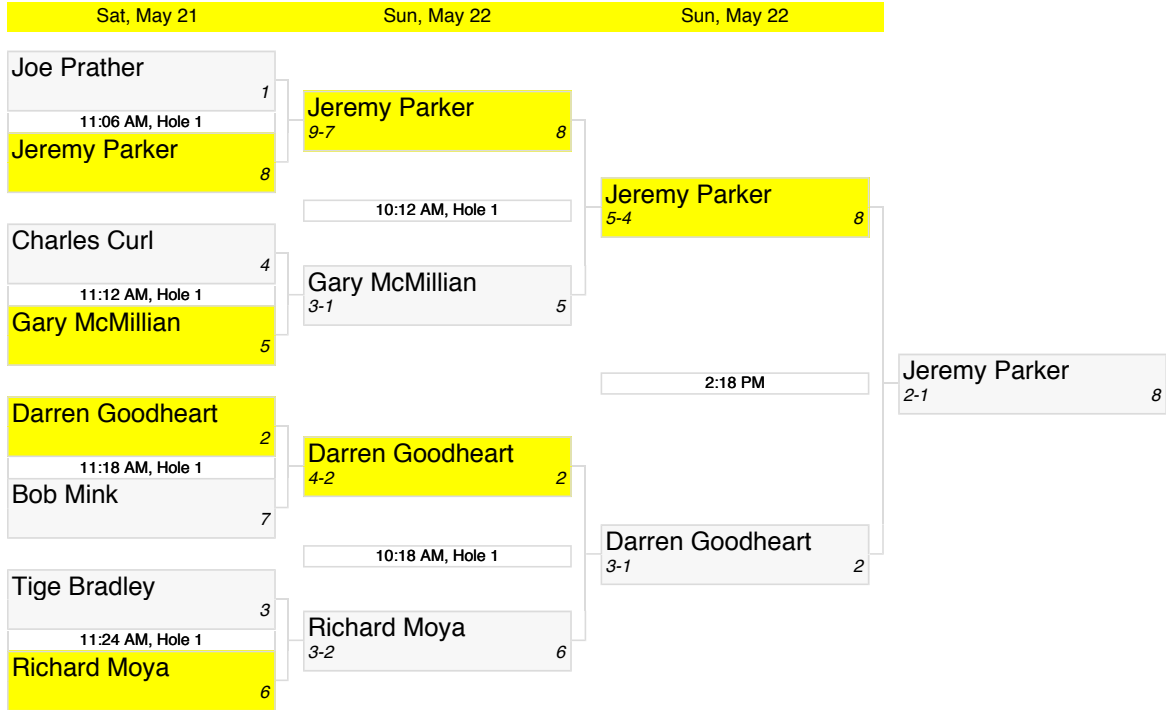 Sat, May 21
Sun, May 22
Sun, May 22
Joe Prather
1
11:06 AM, Hole 1
Jeremy Parker
8
Charles Curl
4
11:12 AM, Hole 1
Gary McMillian
5
Darren Goodheart
2
11:18 AM, Hole 1
Bob Mink
7
Tige Bradley
3
11:24 AM, Hole 1
Richard Moya
6
Jeremy Parker
9-7 8
10:12 AM, Hole 1
Gary McMillian
3-1 5
Darren Goodheart
4-2 2
10:18 AM, Hole 1
Richard Moya
3-2 6
Jeremy Parker
5-4 8
2:18 PM
Darren Goodheart
3-1 2
Jeremy Parker
2-1 8